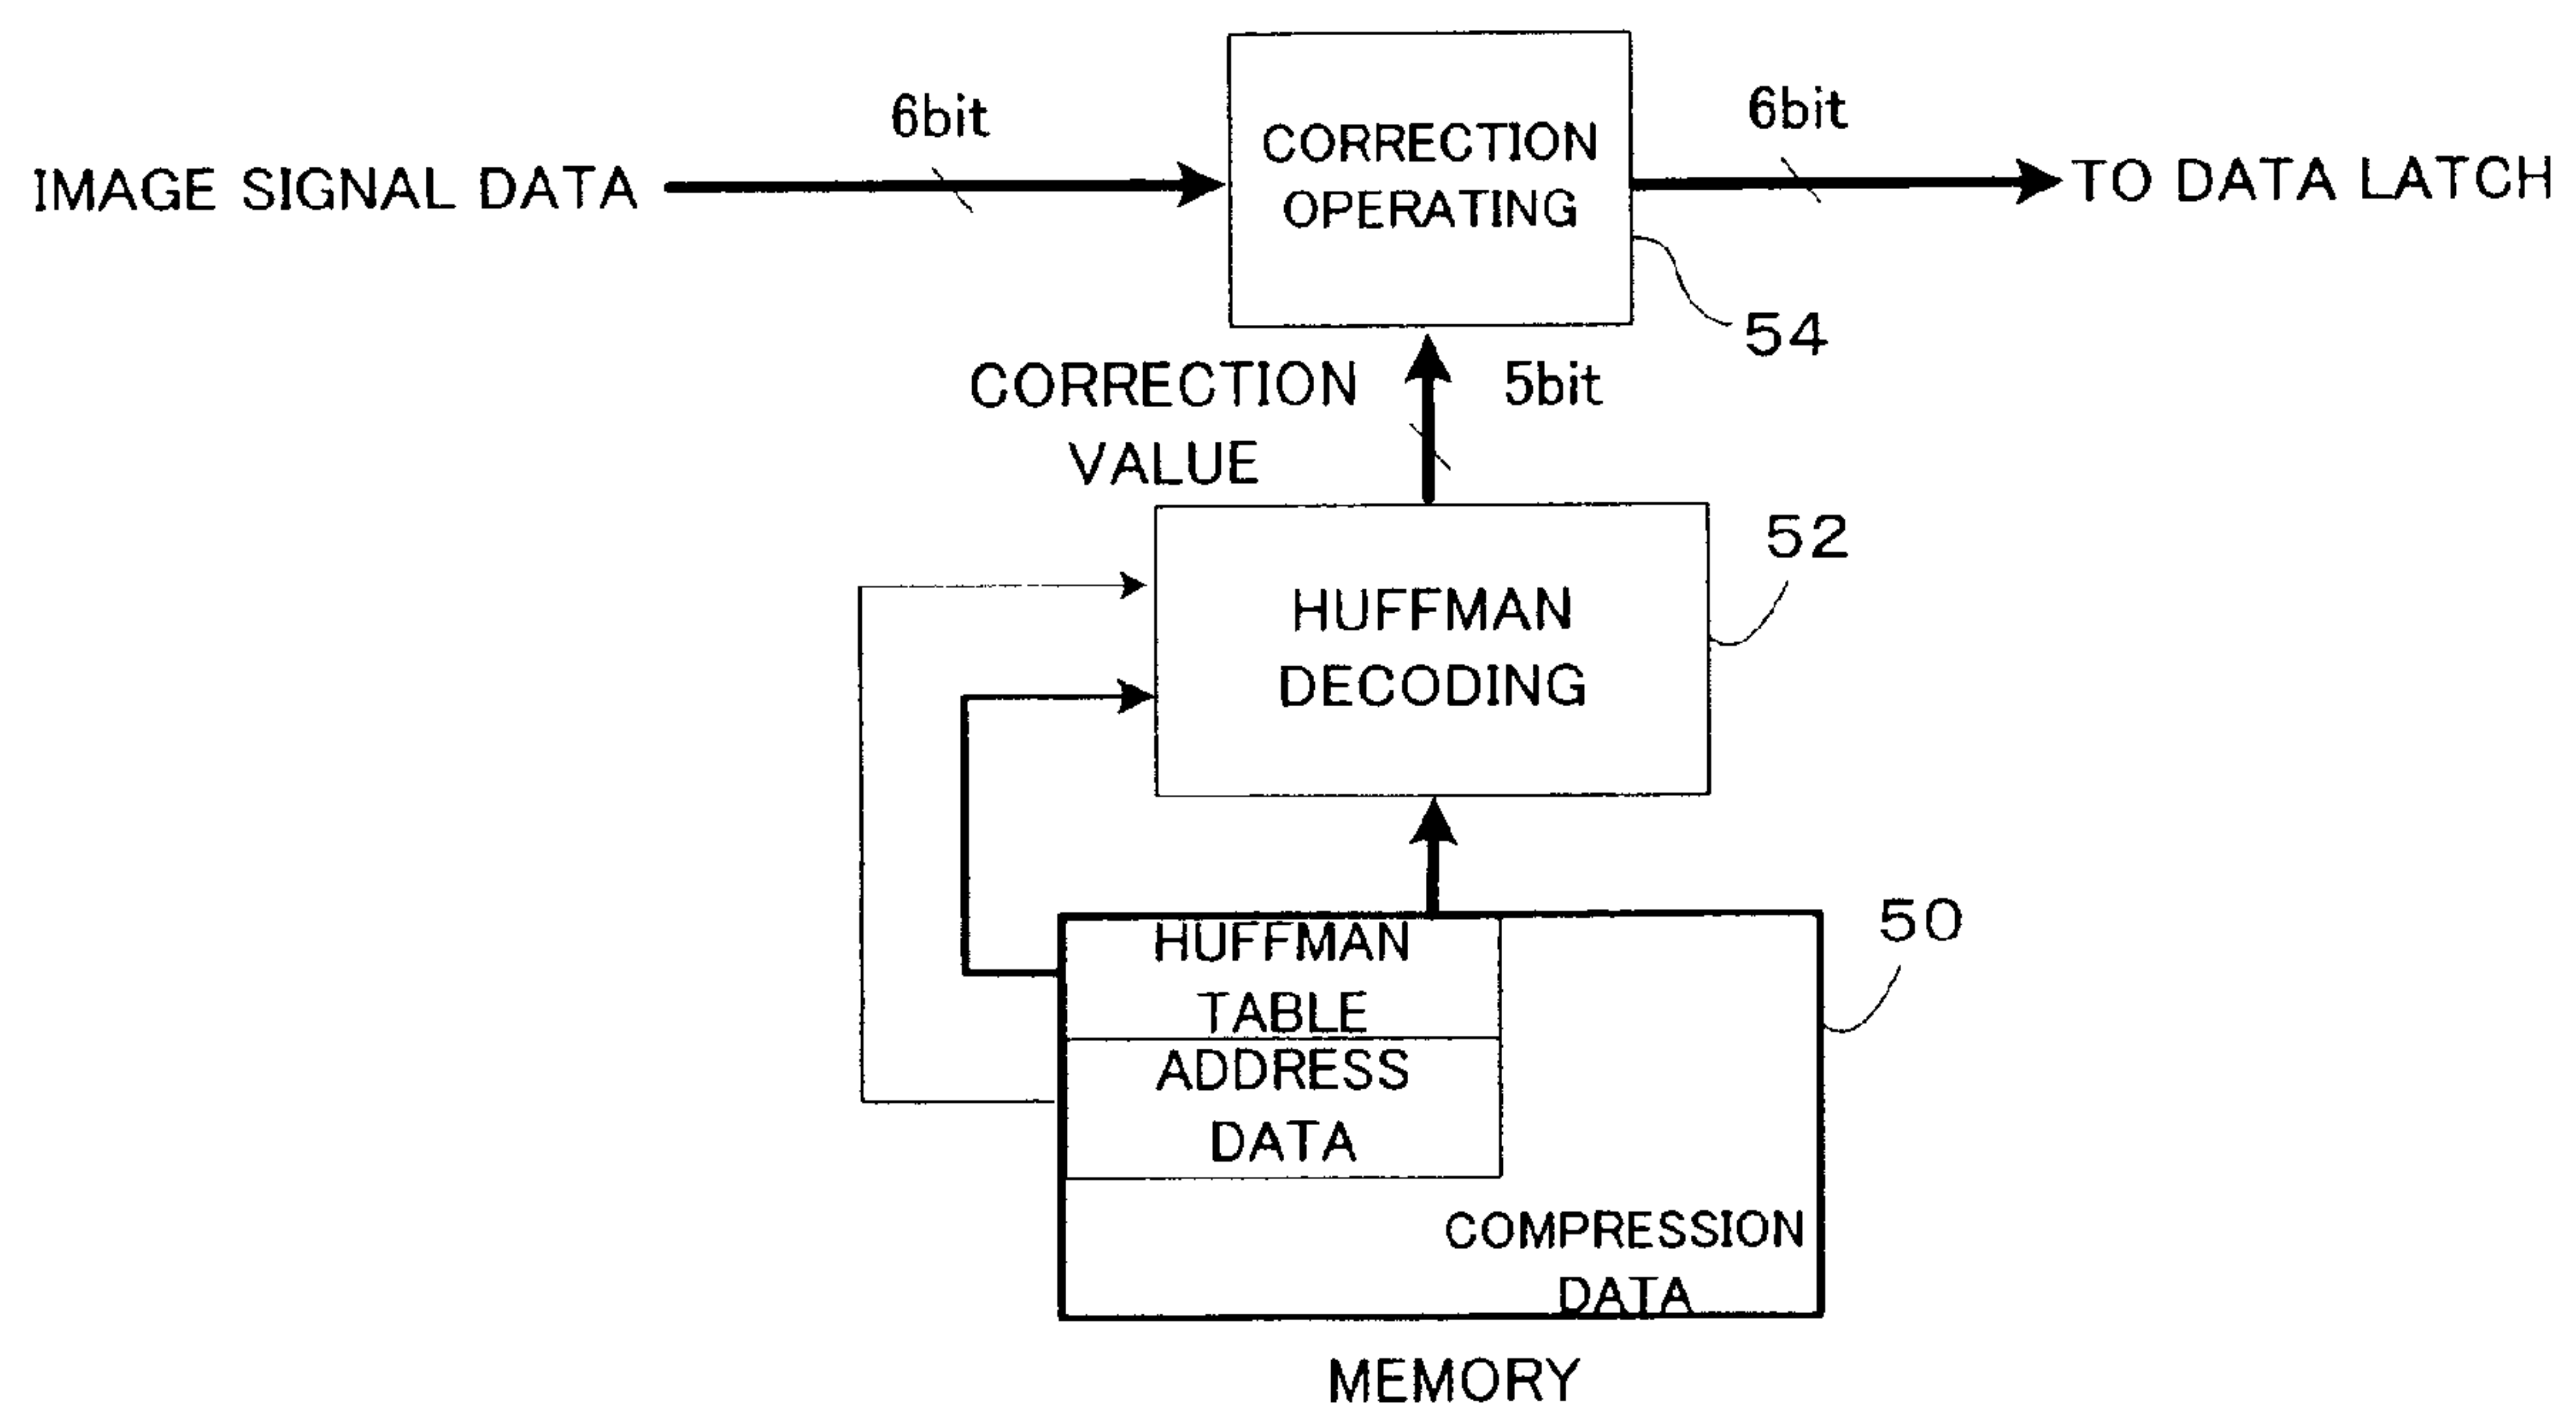 6bit
6bit
IMAGE SIGNAL DATA
CORRECTION
OPERATING
TO DATA LATCH
54
CORRECTION
VALUE
5bit
52
HUFFMAN
DECODING
50
HUFFMAN
TABLE
ADDRESS
DATA
COMPRESSION
DATA
MEMORY